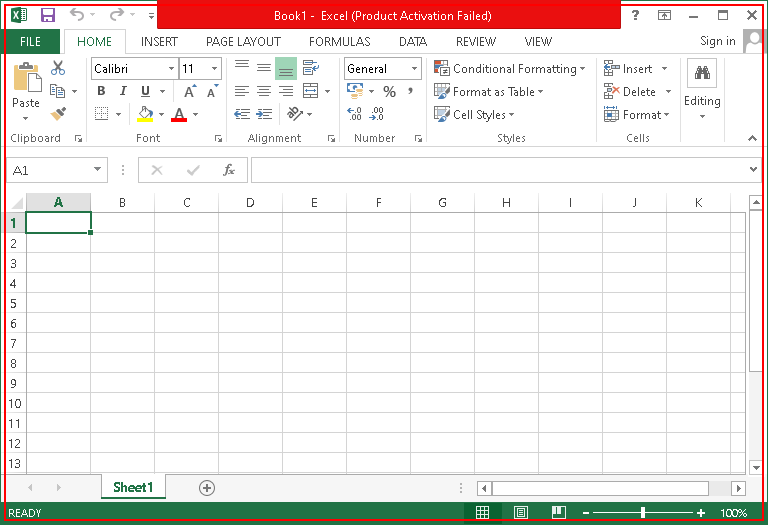 Book1 - Excel (Product Activation Failed)
FILE HOME INSERT PAGE LAYOUT FORMULAS DATA REVIEW VIEW Sign in
Calibri 11 General Conditional Formatting Insert
Paste B I U A A % , Format as Table Delete Editing
A .00 .0 Cell Styles Format
Clipboard Font Alignment Number Styles Cells
A1 fx
A B C D E F G H I J K
1
2
3
4
5
6
7
8
9
10
11
12
13
Sheet1
READY 100%